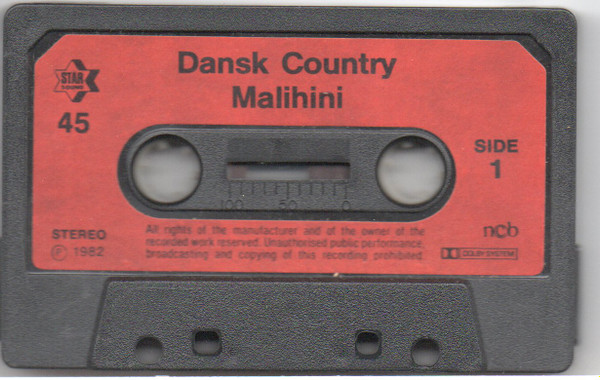 Dansk Country
Malihini
STAR
SOUND
45
SIDE
1
100 50 0
STEREO
℗ 1982
All rights of the manufacturer and of the owner of the
recorded work reserved. Unauthorised public performance,
broadcasting and copying of this recording prohibited.
ncb
DOLBY SYSTEM